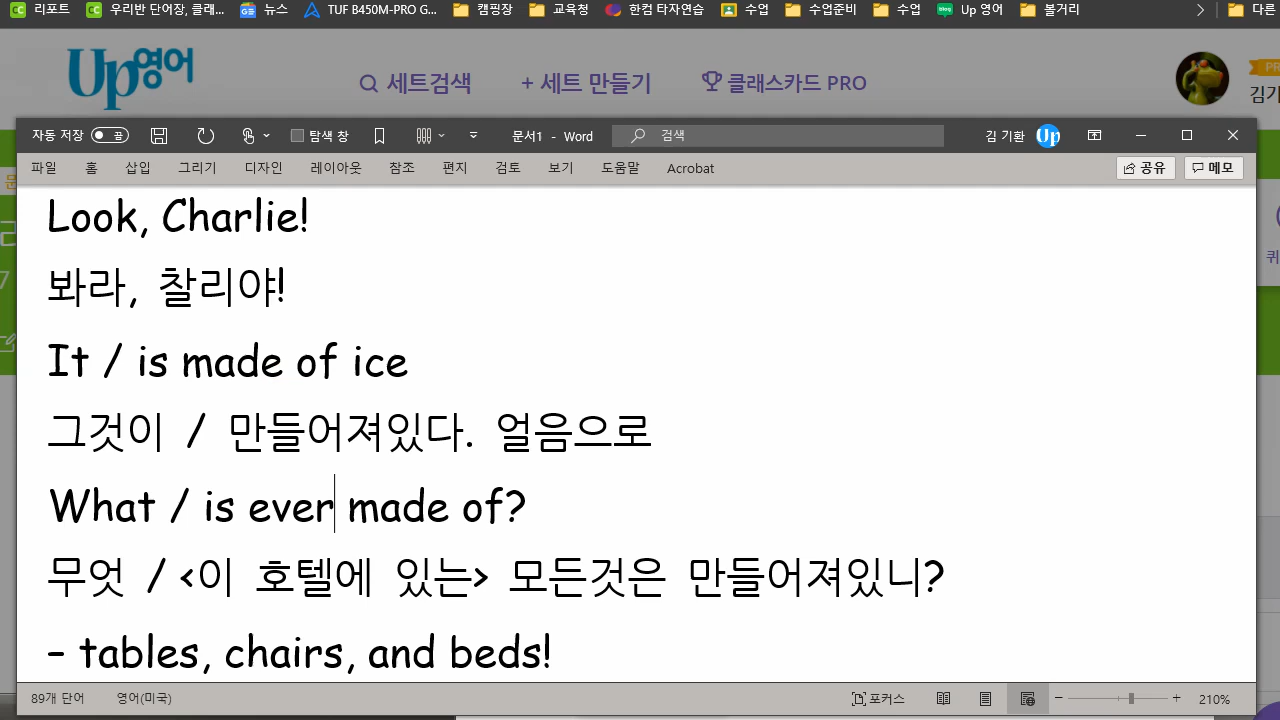 리포트 우리반 단어장, 클래... 뉴스 TUF B450M-PRO G... 캠핑장 교육청 한컴 타자연습 수업 수업준비 수업 Up 영어 볼거리 다른
Up영어 세트검색 + 세트 만들기 클래스카드 PRO
PR
김기
자동 저장 끔 탐색 창 문서1 - Word 검색 김 기환 Up
파일 홈 삽입 그리기 디자인 레이아웃 참조 편지 검토 보기 도움말 Acrobat 공유 메모
Look, Charlie!
봐라, 찰리야!
It / is made of ice
그것이 / 만들어져있다. 얼음으로
What / is ever made of?
무엇 / <이 호텔에 있는> 모든것은 만들어져있니?
– tables, chairs, and beds!
89개 단어 영어(미국) 포커스 210%